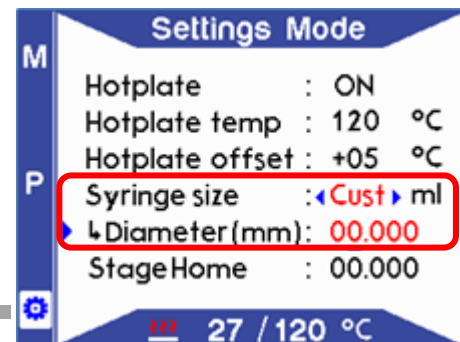 Settings Mode
M
Hotplate : ON
Hotplate temp : 120 °C
Hotplate offset : +05 °C
P
Syringe size : Cust ml
↳Diameter(mm): 00.000
StageHome : 00.000
27 / 120 °C